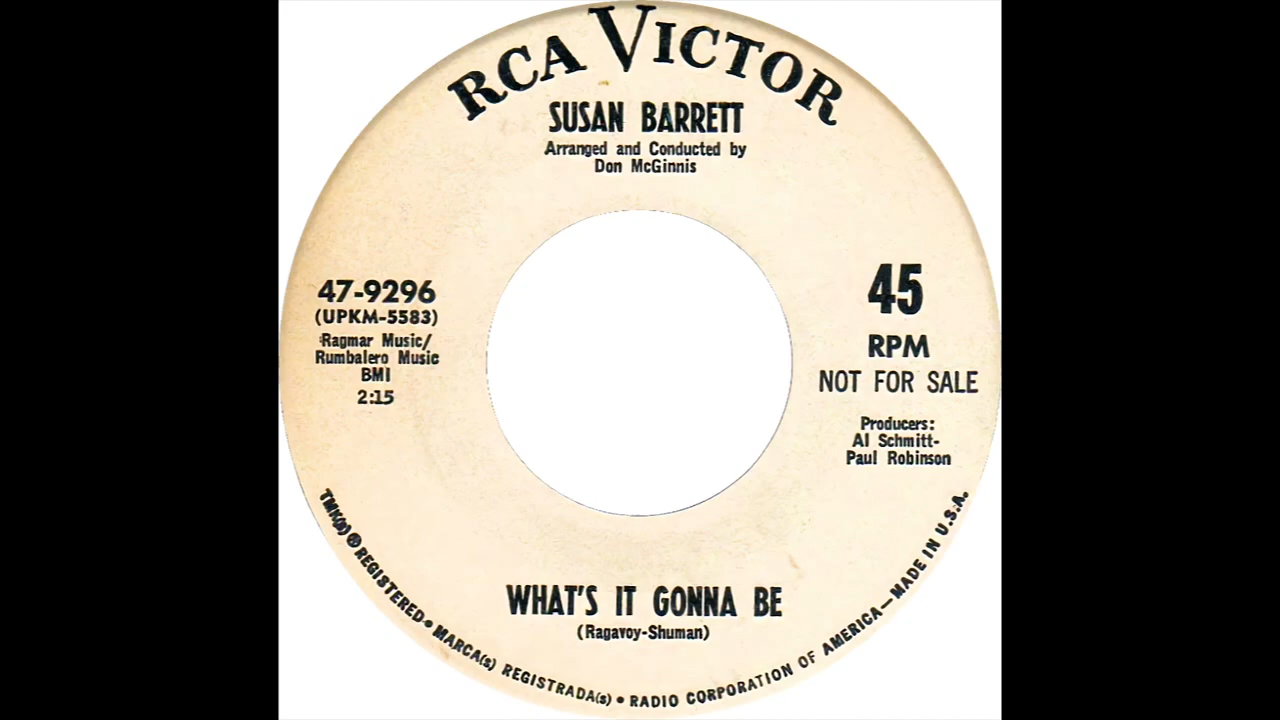 RCA VICTOR
SUSAN BARRETT
Arranged and Conducted by
Don McGinnis
47-9296
(UPKM-5583)
Ragmar Music/
Rumbalero Music
BMI
2:15
45
RPM
NOT FOR SALE
Producers:
Al Schmitt-
Paul Robinson
WHAT'S IT GONNA BE
(Ragavoy-Shuman)
TMK(s) ® REGISTERED • MARCA(s) REGISTRADA(s) • RADIO CORPORATION OF AMERICA—MADE IN U.S.A.